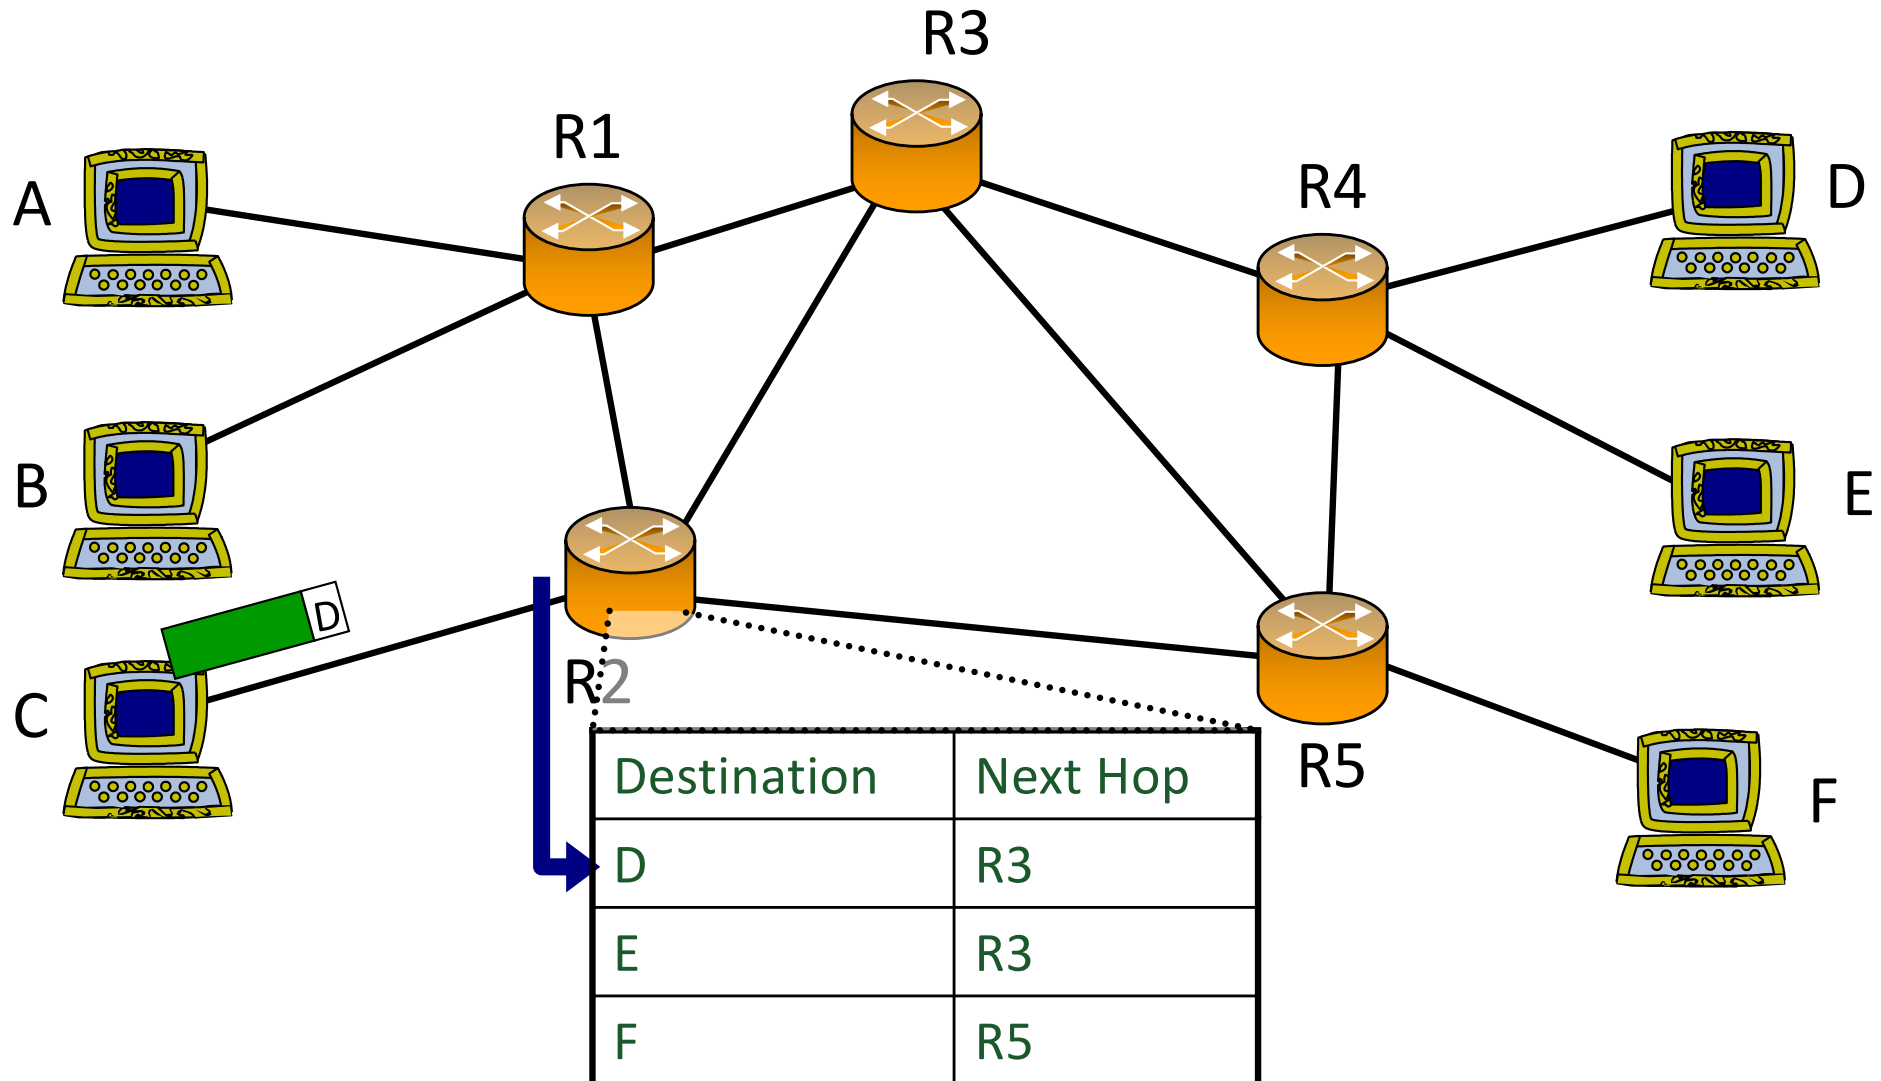 R3
R1
R4
A
D
B
E
D
R2
C
R5
F
Destination Next Hop
D R3
E R3
F R5